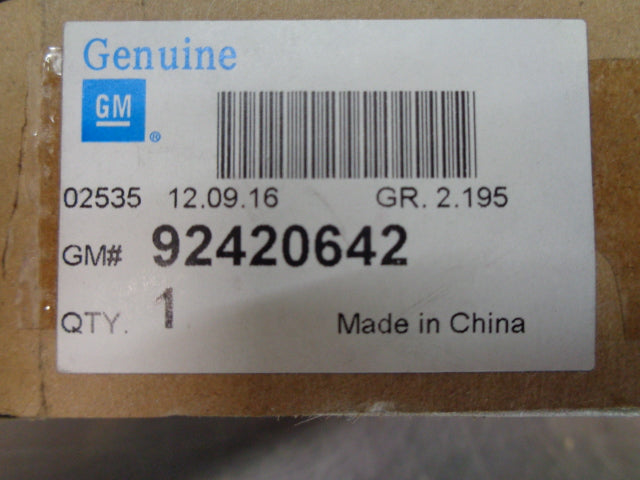 Genuine
GM
®
02535 12.09.16 GR. 2.195
GM# 92420642
QTY. 1 Made in China